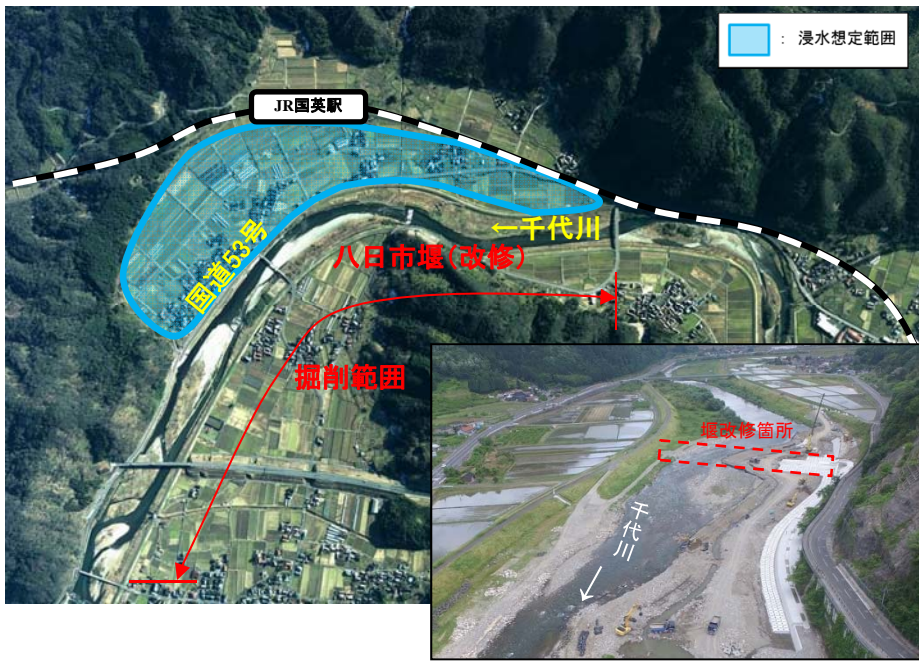 ： 浸水想定範囲
JR国英駅
←千代川
国道53号
八日市堰(改修)
掘削範囲
堰改修箇所
千代川